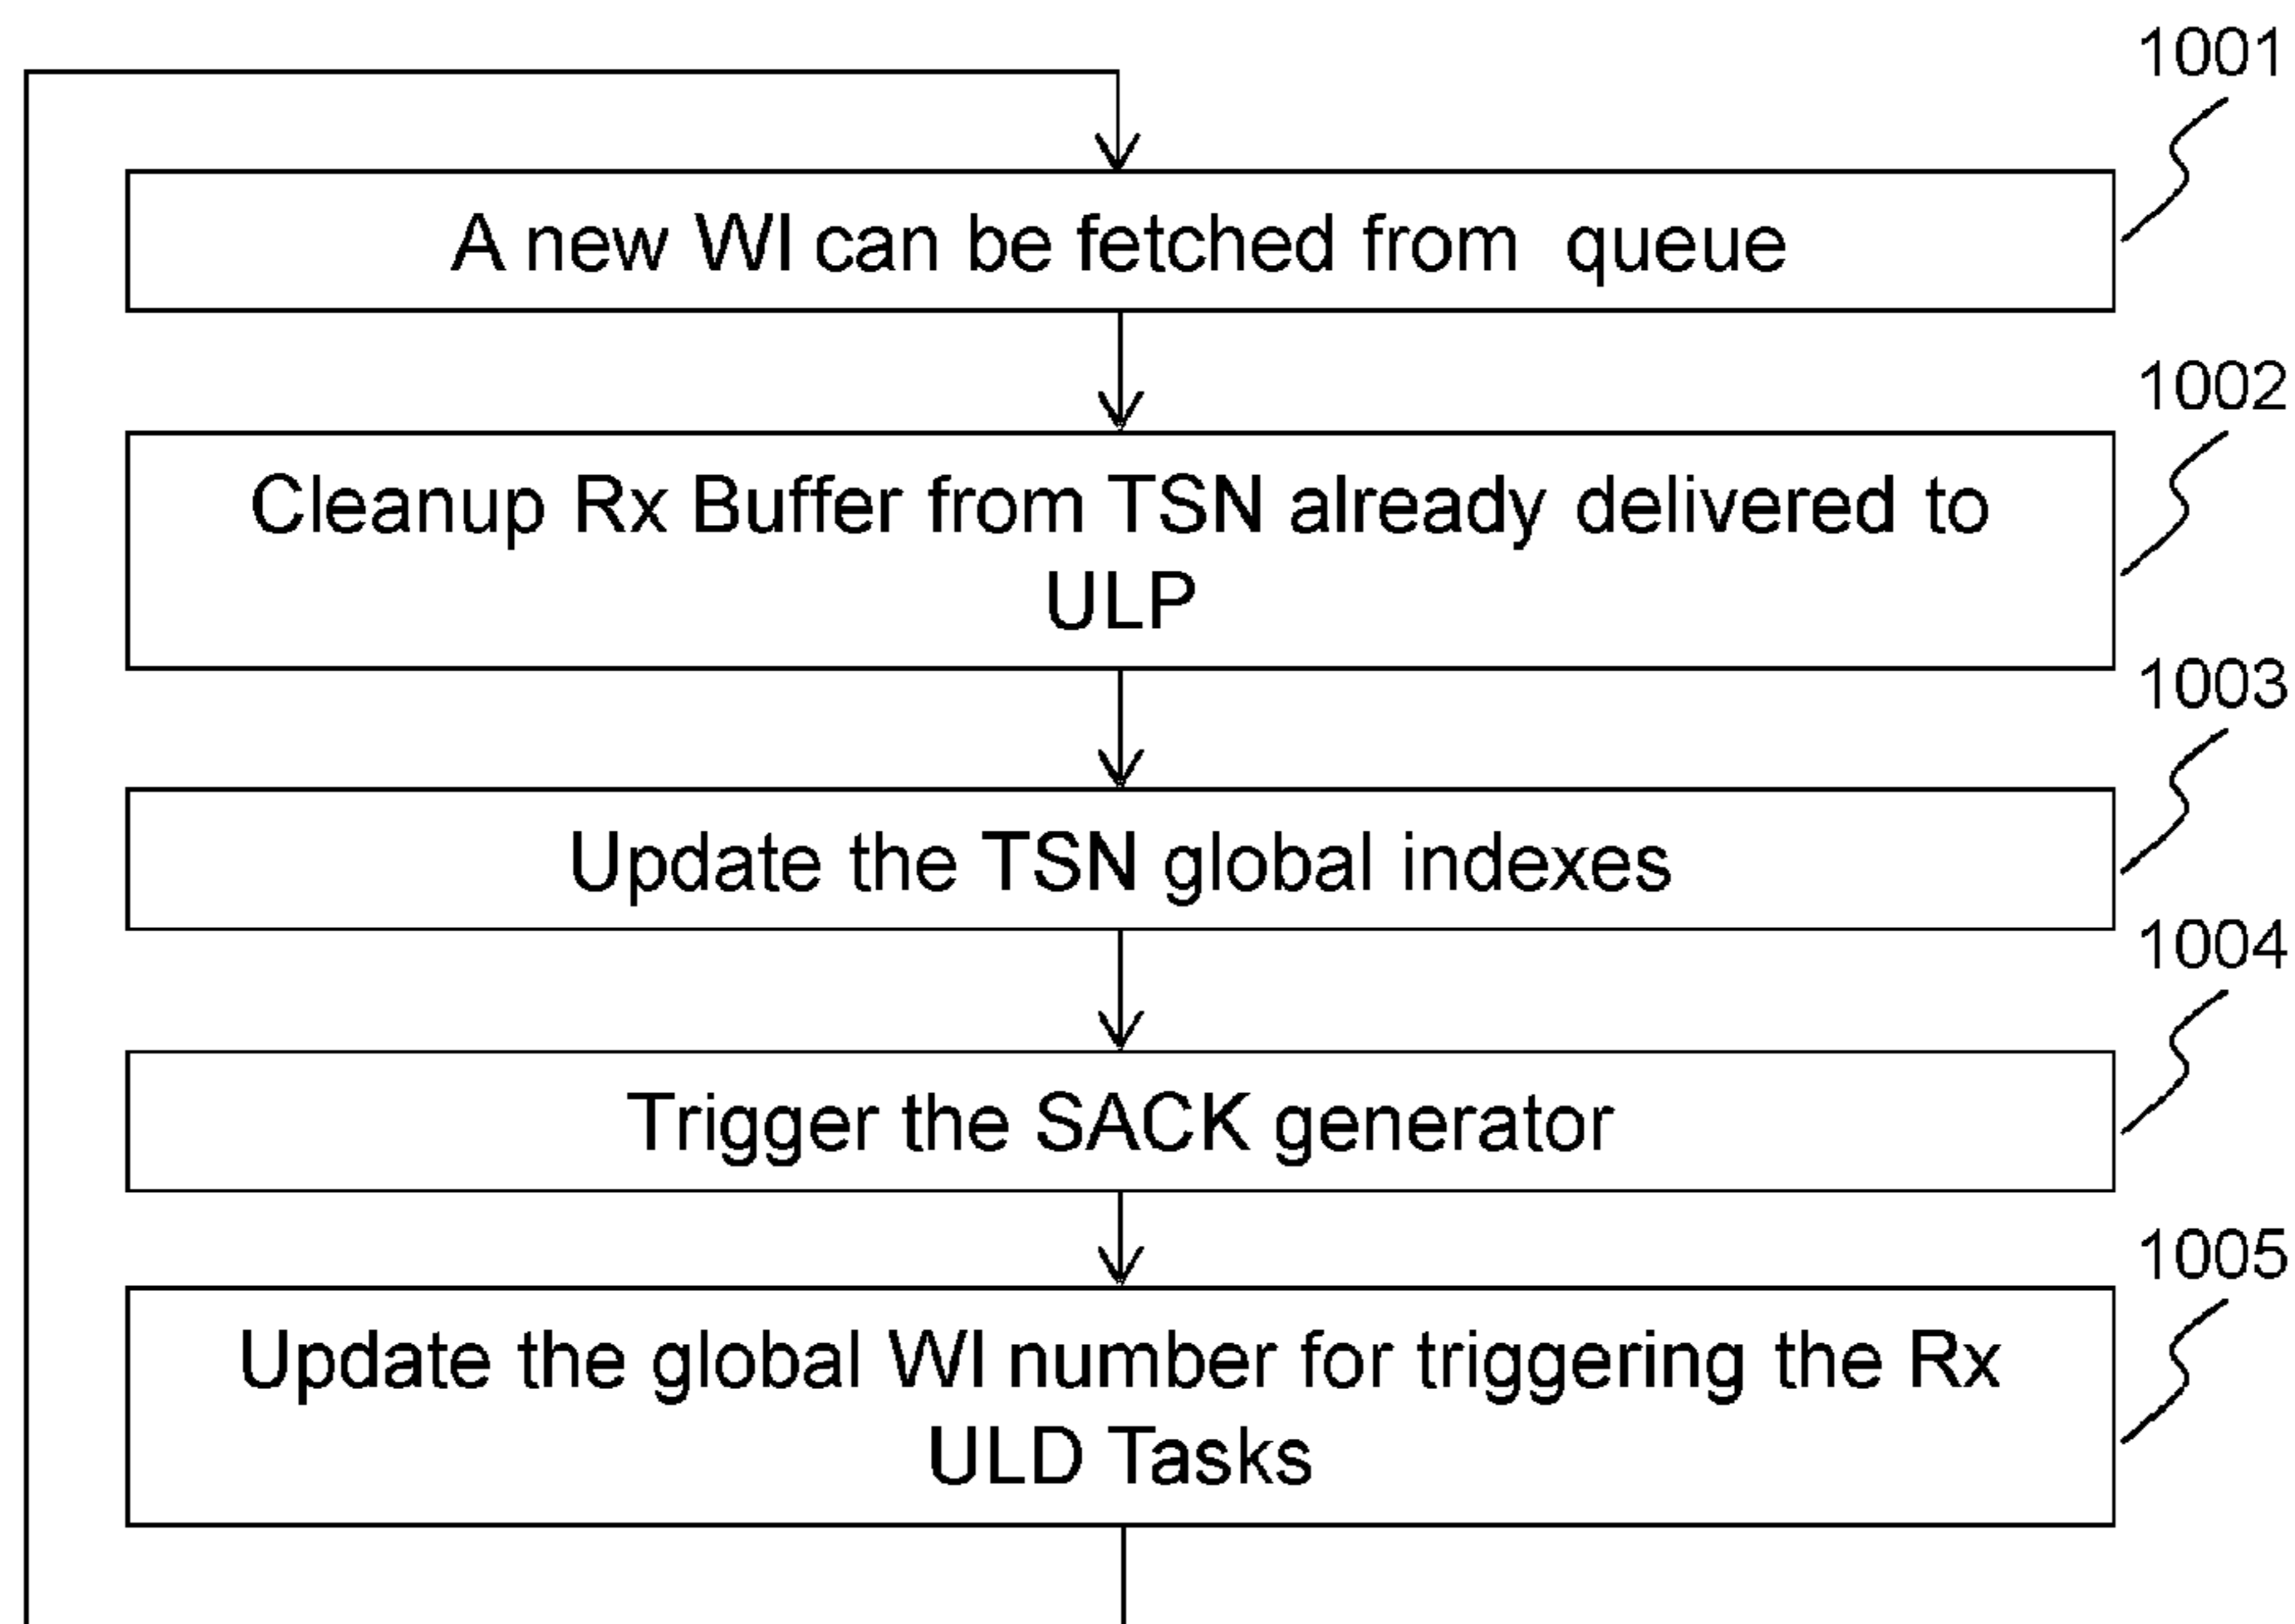 1001
A new WI can be fetched from queue
1002
Cleanup Rx Buffer from TSN already delivered to
ULP
1003
Update the TSN global indexes
1004
Trigger the SACK generator
1005
Update the global WI number for triggering the Rx
ULD Tasks